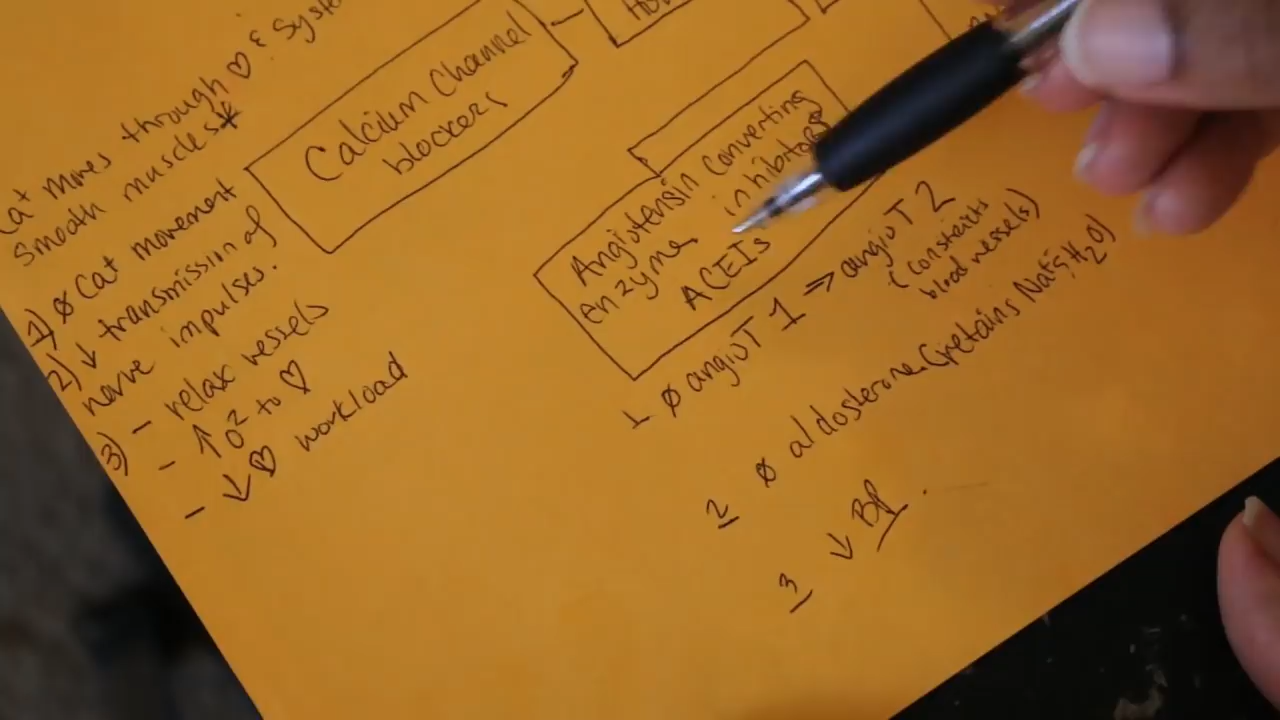 Ca+ moves through ♡ & Syste
Smooth muscles*
Calcium Channel
blockers
1) ∅ Cat movement
2) ↓ transmission of
nerve impulses.
3) - relax vessels
- ↑ O2 to ♡
- ↓ ♡ workload
Angiotensin Converting
enzyme inhibitors
ACEIs
1 ∅ angioT 1 => angioT 2
(constricts
blood vessels)
2 ∅ aldosterone (retains Na+ & H2O)
3 ↓ BP.